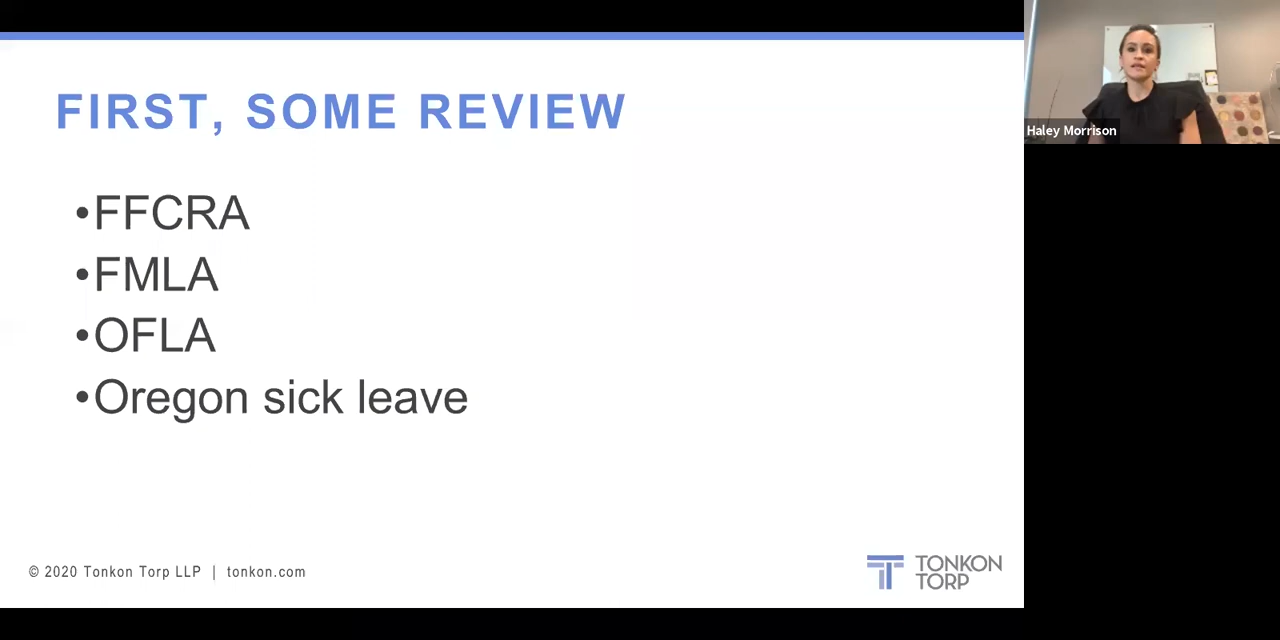 FIRST, SOME REVIEW
•FFCRA
•FMLA
•OFLA
•Oregon sick leave
© 2020 Tonkon Torp LLP | tonkon.com
TONKON
TORP
Haley Morrison